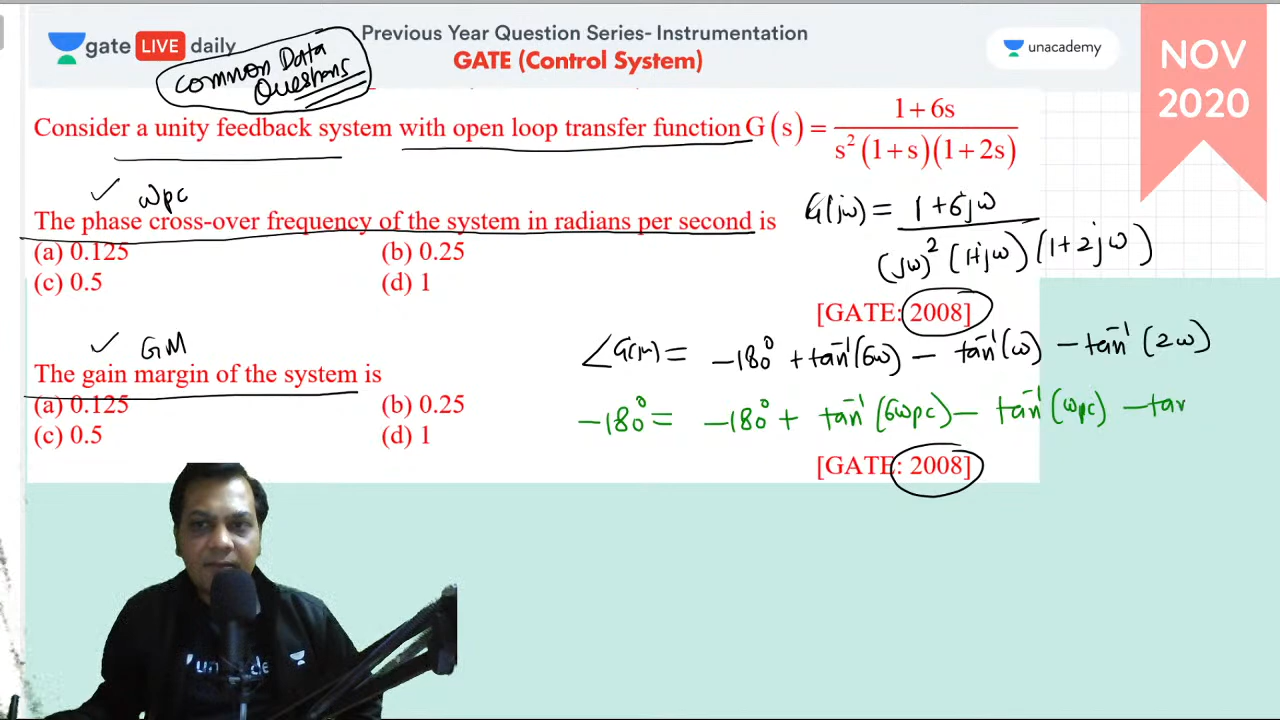 gate LIVE daily
Common Data
Questions
Previous Year Question Series- Instrumentation
GATE (Control System)
unacademy
NOV
2020
Consider a unity feedback system with open loop transfer function G(s) = \frac{1+6s}{s²(1+s)(1+2s)}
✓ ωpc
The phase cross-over frequency of the system in radians per second is
(a) 0.125 (b) 0.25
(c) 0.5 (d) 1
G(jω) = \frac{1+6jω}{(jω)² (1+jω) (1+2jω)}
[GATE: 2008]
✓ GM
The gain margin of the system is
(a) 0.125 (b) 0.25
(c) 0.5 (d) 1
∠G(jω) = -180° + tan⁻¹(6ω) - tan⁻¹(ω) - tan⁻¹(2ω)
-180° = -180° + tan⁻¹(6ωpc) - tan⁻¹(ωpc) - tan
[GATE: 2008]